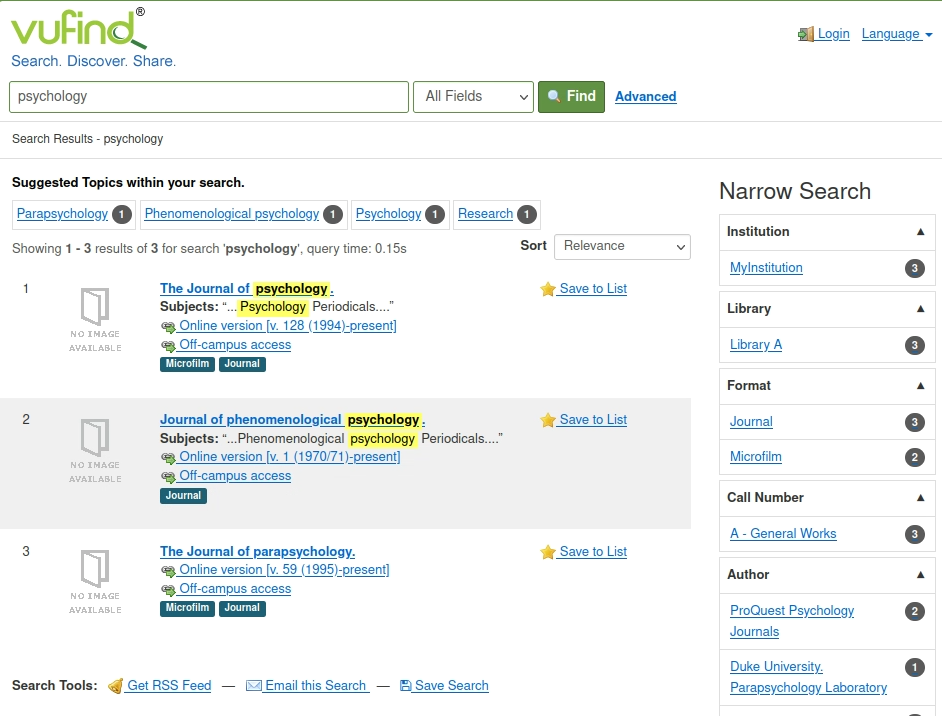 vufind®
Search. Discover. Share.
Login Language
psychology All Fields Find Advanced
Search Results - psychology
Suggested Topics within your search.
Parapsychology 1 Phenomenological psychology 1 Psychology 1 Research 1
Showing 1 - 3 results of 3 for search 'psychology', query time: 0.15s
Sort Relevance
1
NO IMAGE
AVAILABLE
The Journal of psychology.
Subjects: “...Psychology Periodicals....”
Online version [v. 128 (1994)-present]
Off-campus access
Microfilm Journal
Save to List
2
NO IMAGE
AVAILABLE
Journal of phenomenological psychology.
Subjects: “...Phenomenological psychology Periodicals....”
Online version [v. 1 (1970/71)-present]
Off-campus access
Journal
Save to List
3
NO IMAGE
AVAILABLE
The Journal of parapsychology.
Online version [v. 59 (1995)-present]
Off-campus access
Microfilm Journal
Save to List
Search Tools: Get RSS Feed — Email this Search — Save Search
Narrow Search
Institution
MyInstitution 3
Library
Library A 3
Format
Journal 3
Microfilm 2
Call Number
A - General Works 3
Author
ProQuest Psychology 2
Journals
Duke University. 1
Parapsychology Laboratory